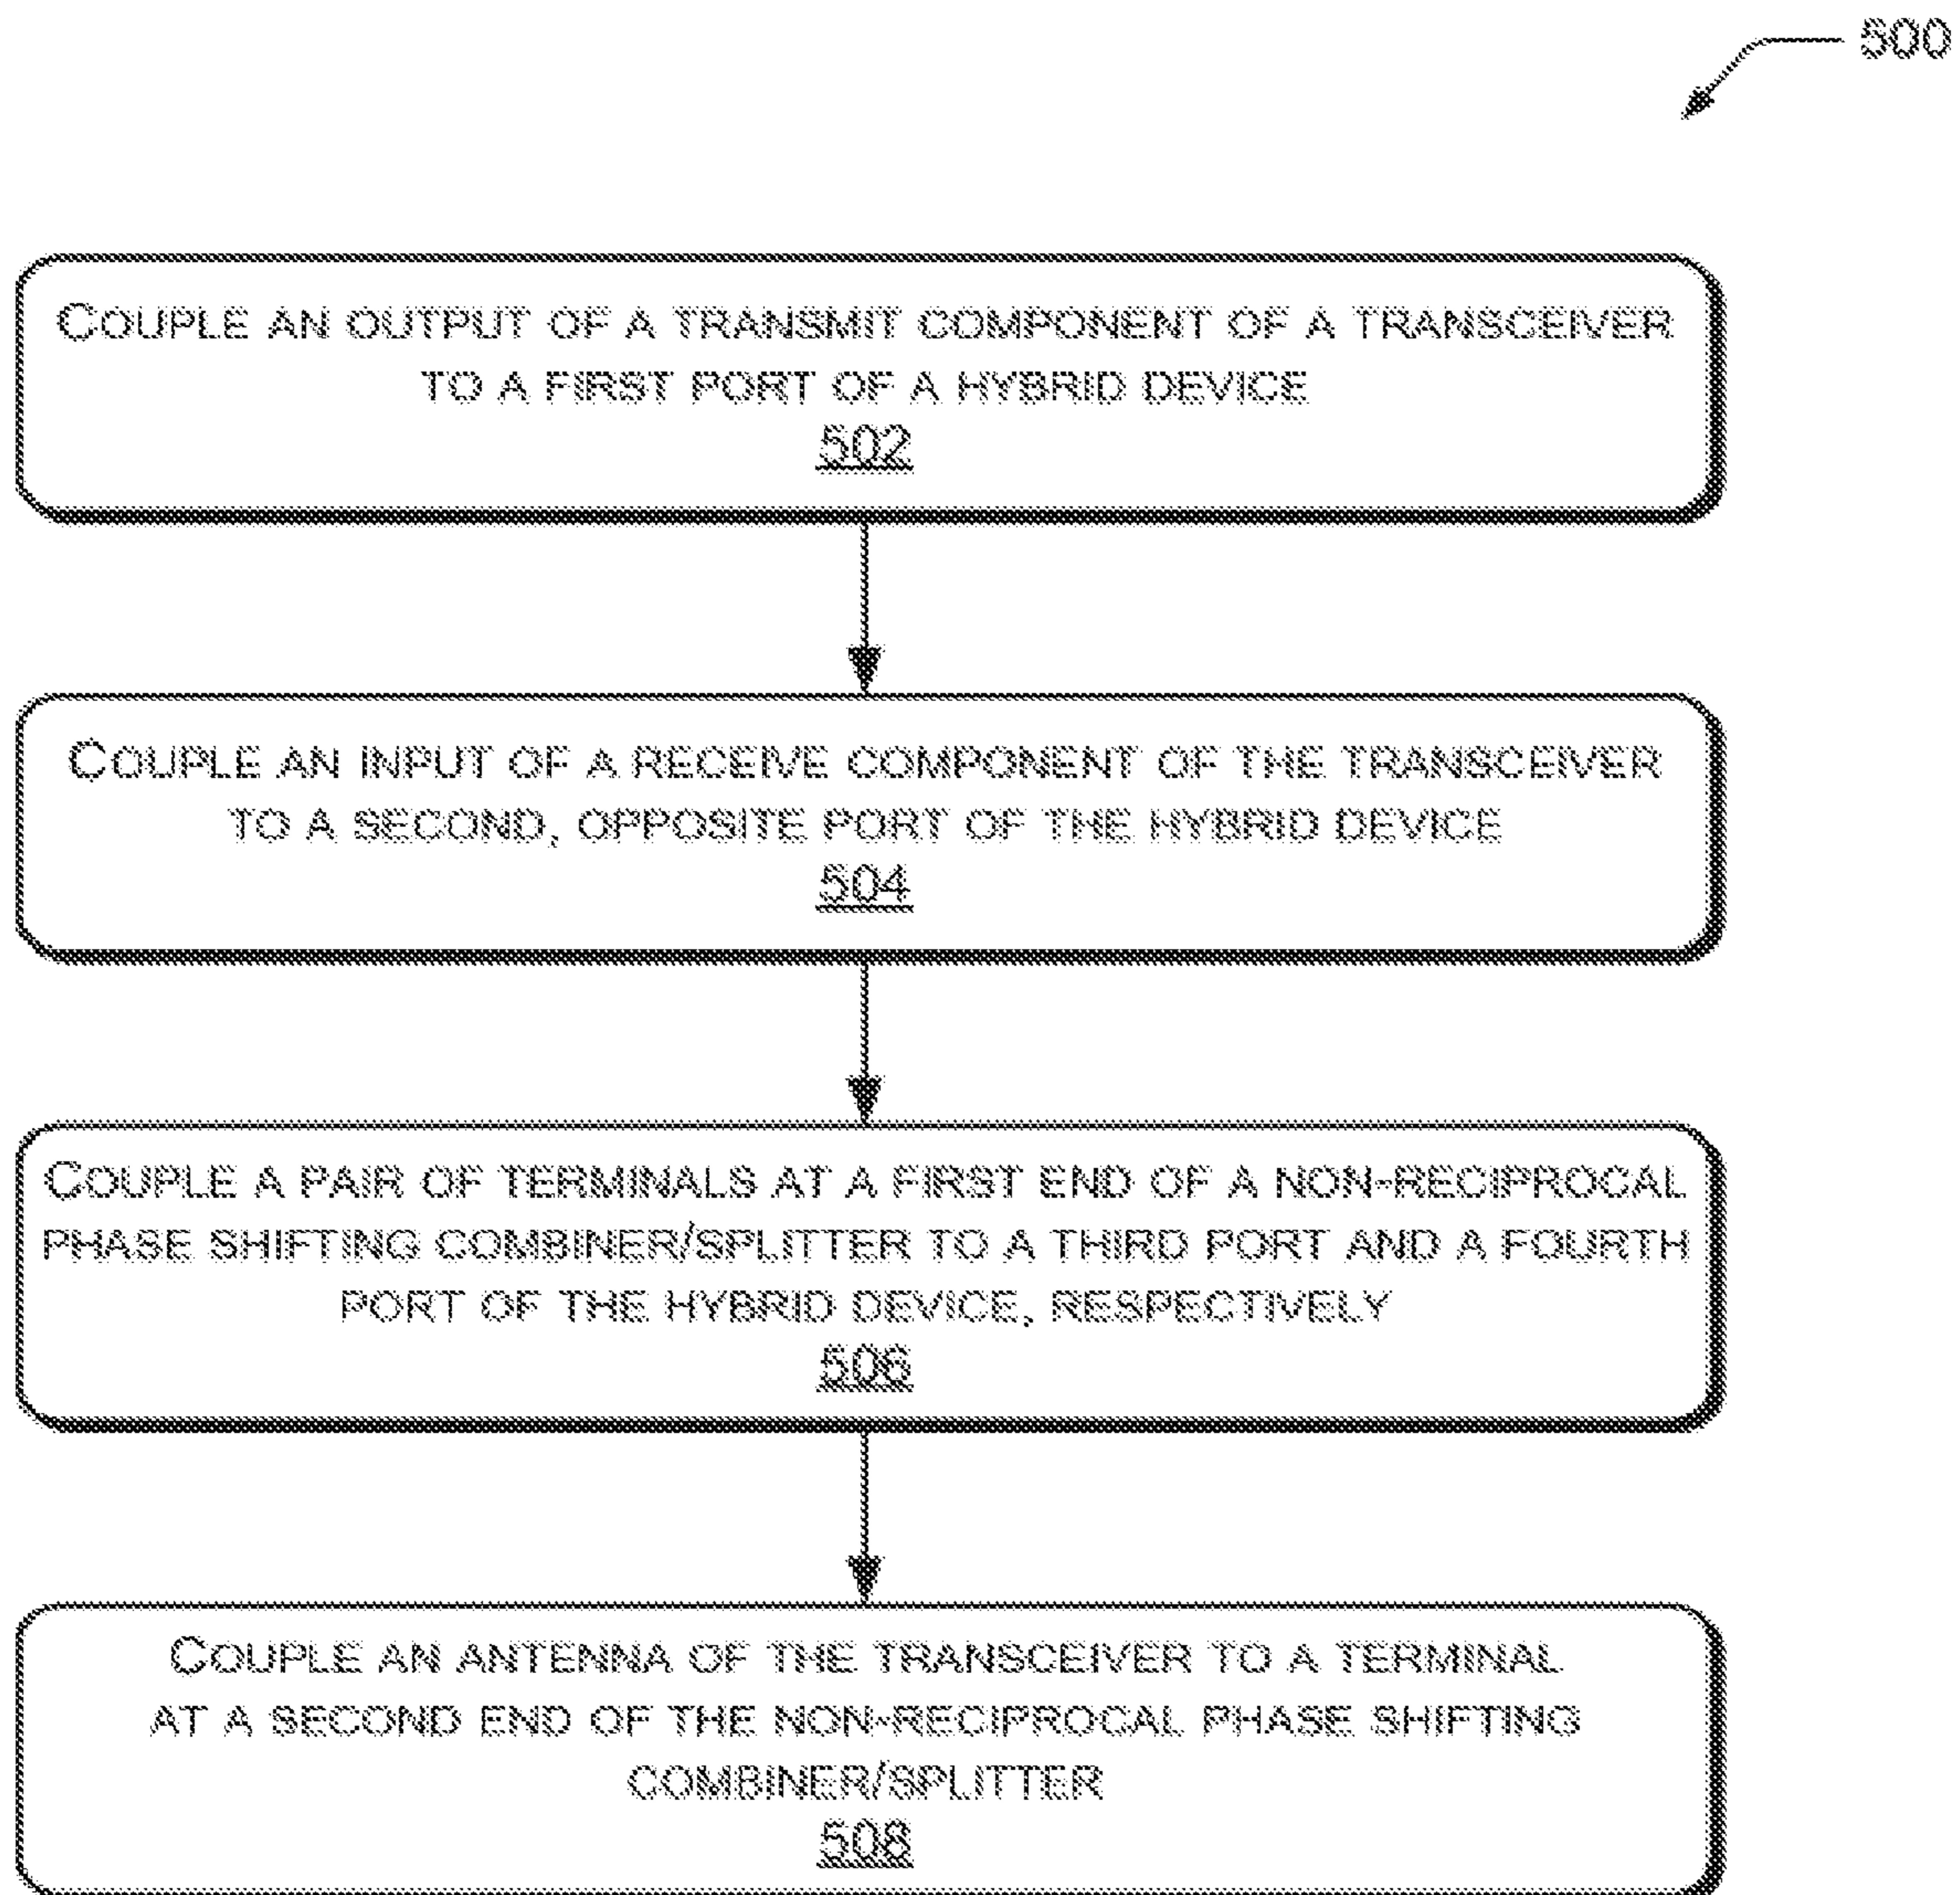 500
COUPLE AN OUTPUT OF A TRANSMIT COMPONENT OF A TRANSCEIVER
TO A FIRST PORT OF A HYBRID DEVICE
502
COUPLE AN INPUT OF A RECEIVE COMPONENT OF THE TRANSCEIVER
TO A SECOND, OPPOSITE PORT OF THE HYBRID DEVICE
504
COUPLE A PAIR OF TERMINALS AT A FIRST END OF A NON-RECIPROCAL
PHASE SHIFTING COMBINER/SPLITTER TO A THIRD PORT AND A FOURTH
PORT OF THE HYBRID DEVICE, RESPECTIVELY
506
COUPLE AN ANTENNA OF THE TRANSCEIVER TO A TERMINAL
AT A SECOND END OF THE NON-RECIPROCAL PHASE SHIFTING
COMBINER/SPLITTER
508